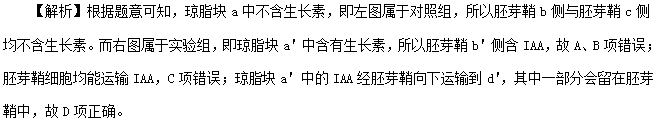 【解析】根据题意可知，琼脂块 a 中不含生长素，即左图属于对照组，所以胚芽鞘 b 侧与胚芽鞘 c 侧
均不含生长素。而右图属于实验组，即琼脂块 a′ 中含有生长素，所以胚芽鞘 b′ 侧含 IAA，故 A、B 项错误；
胚芽鞘细胞均能运输 IAA，C 项错误；琼脂块 a′ 中的 IAA 经胚芽鞘向下运输到 d′，其中一部分会留在胚芽
鞘中，故 D 项正确。